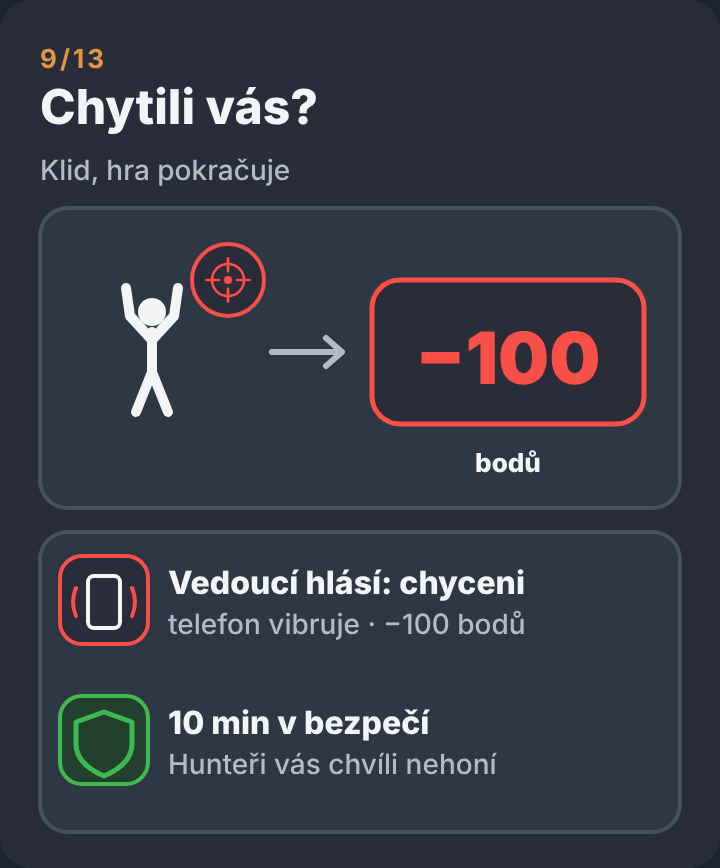 9/13
Chytili vás?
Klid, hra pokračuje
−100
bodů
Vedoucí hlásí: chyceni
telefon vibruje · −100 bodů
10 min v bezpečí
Hunteři vás chvíli nehoní